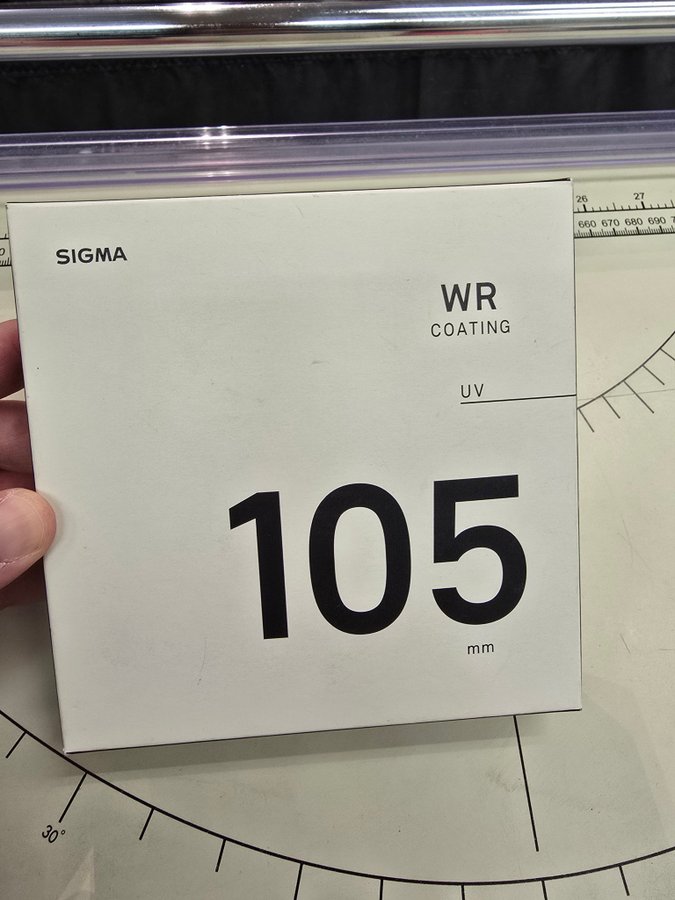 26 27
660 670 680 690
SIGMA
WR
COATING
UV
105
mm
30°